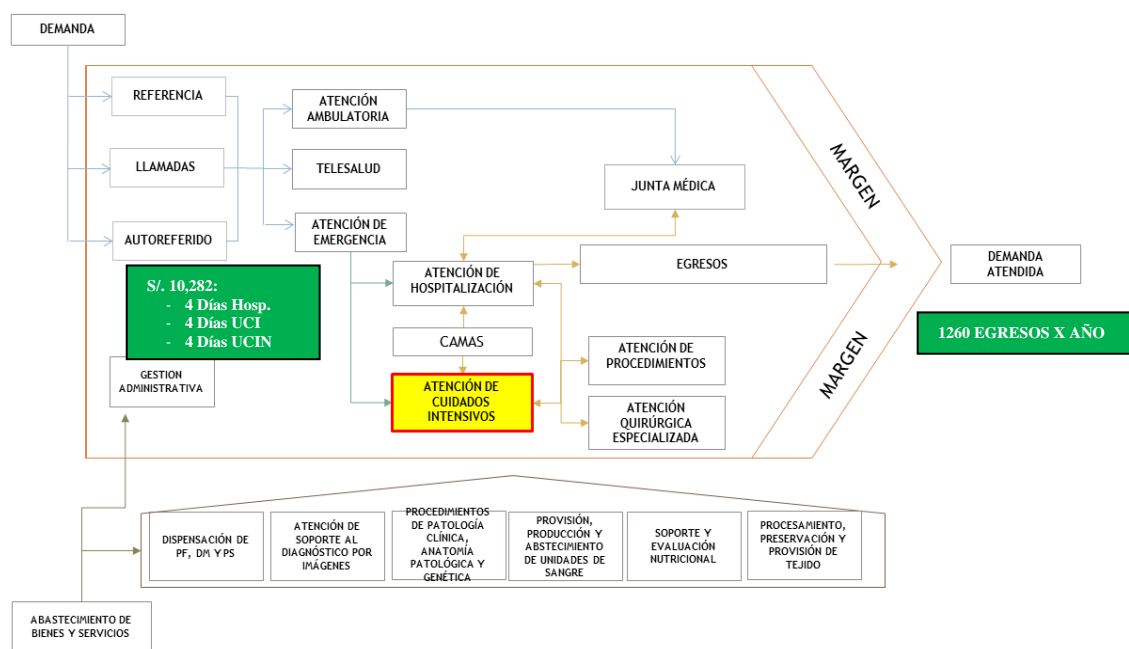 DEMANDA
REFERENCIA
LLAMADAS
AUTOREFERIDO
ATENCIÓN
AMBULATORIA
TELESALUD
ATENCIÓN DE
EMERGENCIA
JUNTA MÉDICA
ATENCIÓN DE
HOSPITALIZACIÓN
EGRESOS
MARGEN
MARGEN
DEMANDA
ATENDIDA
S/. 10,282:
- 4 Días Hosp.
- 4 Días UCI
- 4 Días UCIN
1260 EGRESOS X AÑO
CAMAS
ATENCIÓN DE
PROCEDIMIENTOS
GESTION
ADMINISTRATIVA
ATENCIÓN DE
CUIDADOS
INTENSIVOS
ATENCIÓN
QUIRÚRGICA
ESPECIALIZADA
DISPENSACIÓN DE
PF, DM Y PS
ATENCIÓN DE
SOPORTE AL
DIAGNÓSTICO POR
IMÁGENES
PROCEDIMIENTOS
DE PATOLOGÍA
CLÍNICA,
ANATOMÍA
PATOLÓGICA Y
GENÉTICA
PROVISIÓN,
PRODUCCIÓN Y
ABSTECIMIENTO
DE UNIDADES DE
SANGRE
SOPORTE Y
EVALUACIÓN
NUTRICIONAL
PROCESAMIENTO,
PRESERVACIÓN Y
PROVISIÓN DE
TEJIDO
ABASTECIMIENTO DE
BIENES Y SERVICIOS